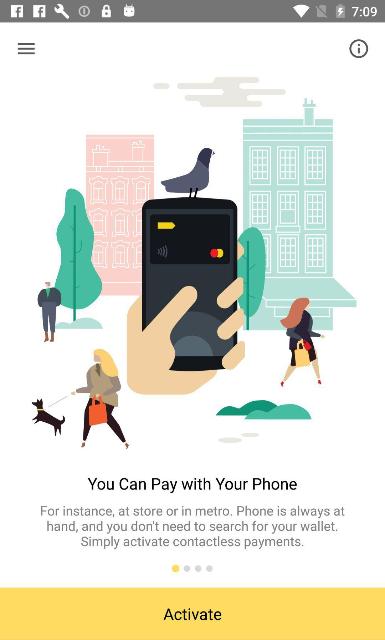 7:09
You Can Pay with Your Phone
For instance, at store or in metro. Phone is always at
hand, and you don't need to search for your wallet.
Simply activate contactless payments.
Activate